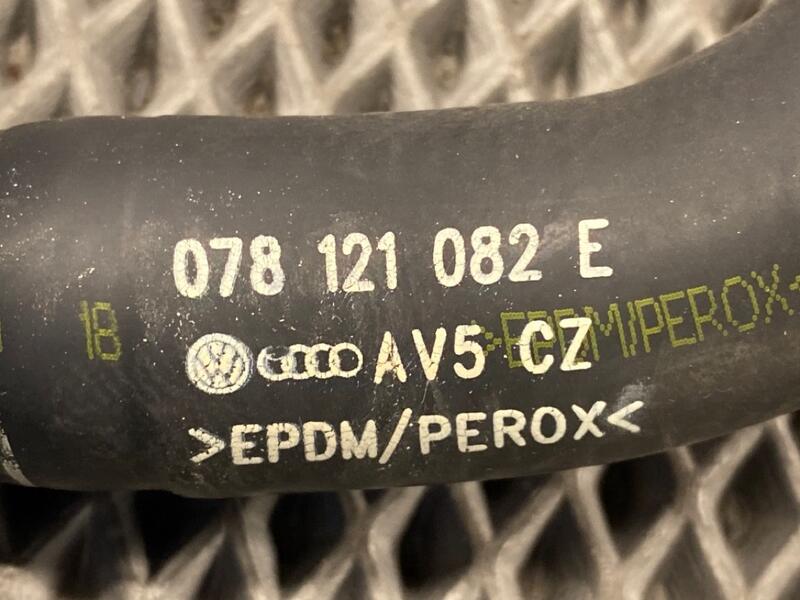 078 121 082 E
18
AV5 CZ
>EPDM/PEROX<
>EPDM/PEROX<